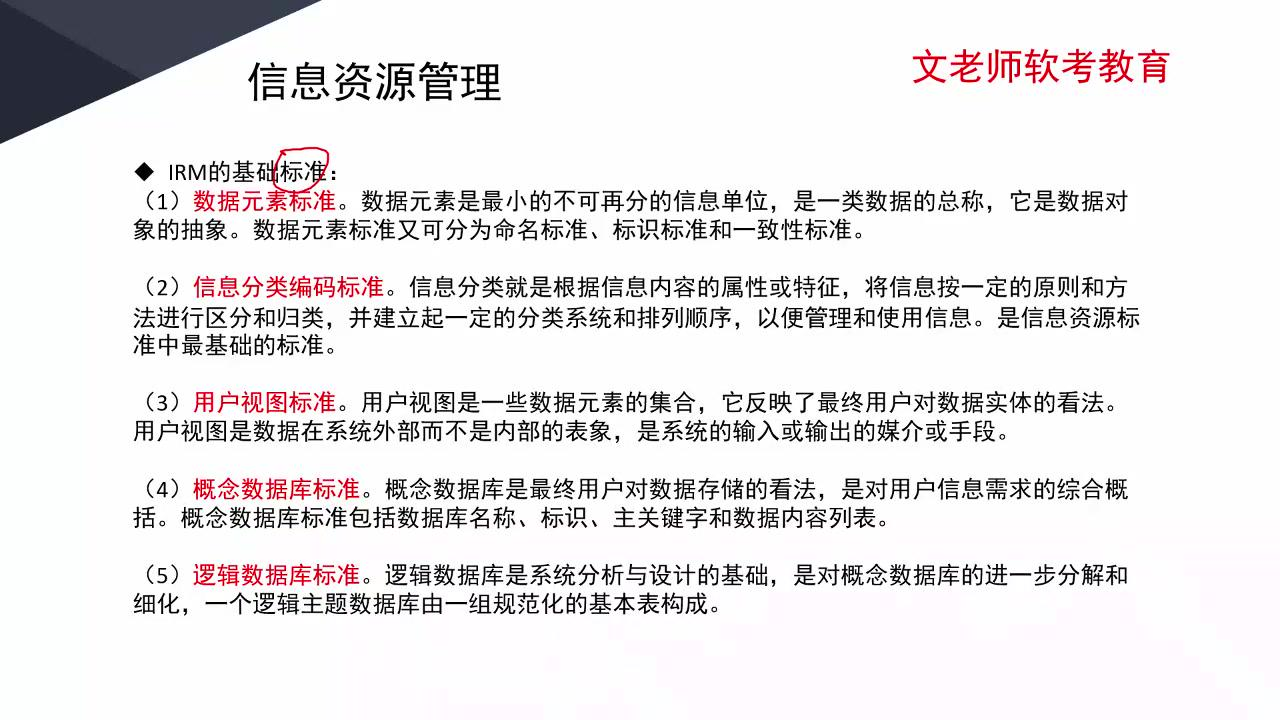 信息资源管理
文老师软考教育
◆ IRM的基础标准：
（1）数据元素标准。数据元素是最小的不可再分的信息单位，是一类数据的总称，它是数据对
象的抽象。数据元素标准又可分为命名标准、标识标准和一致性标准。
（2）信息分类编码标准。信息分类就是根据信息内容的属性或特征，将信息按一定的原则和方
法进行区分和归类，并建立起一定的分类系统和排列顺序，以便管理和使用信息。是信息资源标
准中最基础的标准。
（3）用户视图标准。用户视图是一些数据元素的集合，它反映了最终用户对数据实体的看法。
用户视图是数据在系统外部而不是内部的表象，是系统的输入或输出的媒介或手段。
（4）概念数据库标准。概念数据库是最终用户对数据存储的看法，是对用户信息需求的综合概
括。概念数据库标准包括数据库名称、标识、主关键字和数据内容列表。
（5）逻辑数据库标准。逻辑数据库是系统分析与设计的基础，是对概念数据库的进一步分解和
细化，一个逻辑主题数据库由一组规范化的基本表构成。